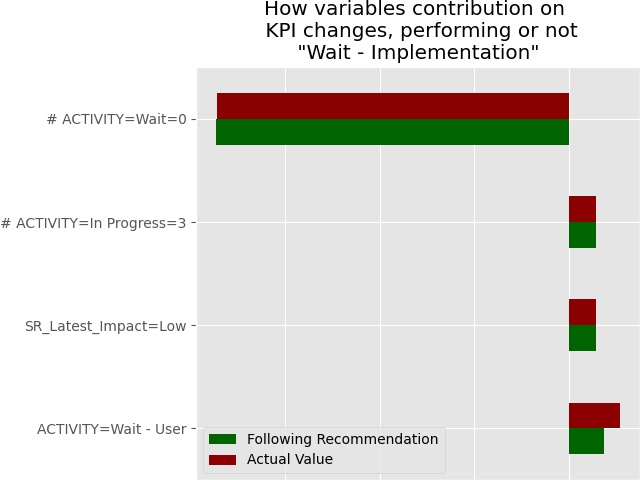 How variables contribution on
KPI changes, performing or not
"Wait - Implementation"
# ACTIVITY=Wait=0
# ACTIVITY=In Progress=3
SR_Latest_Impact=Low
ACTIVITY=Wait - User
Following Recommendation
Actual Value